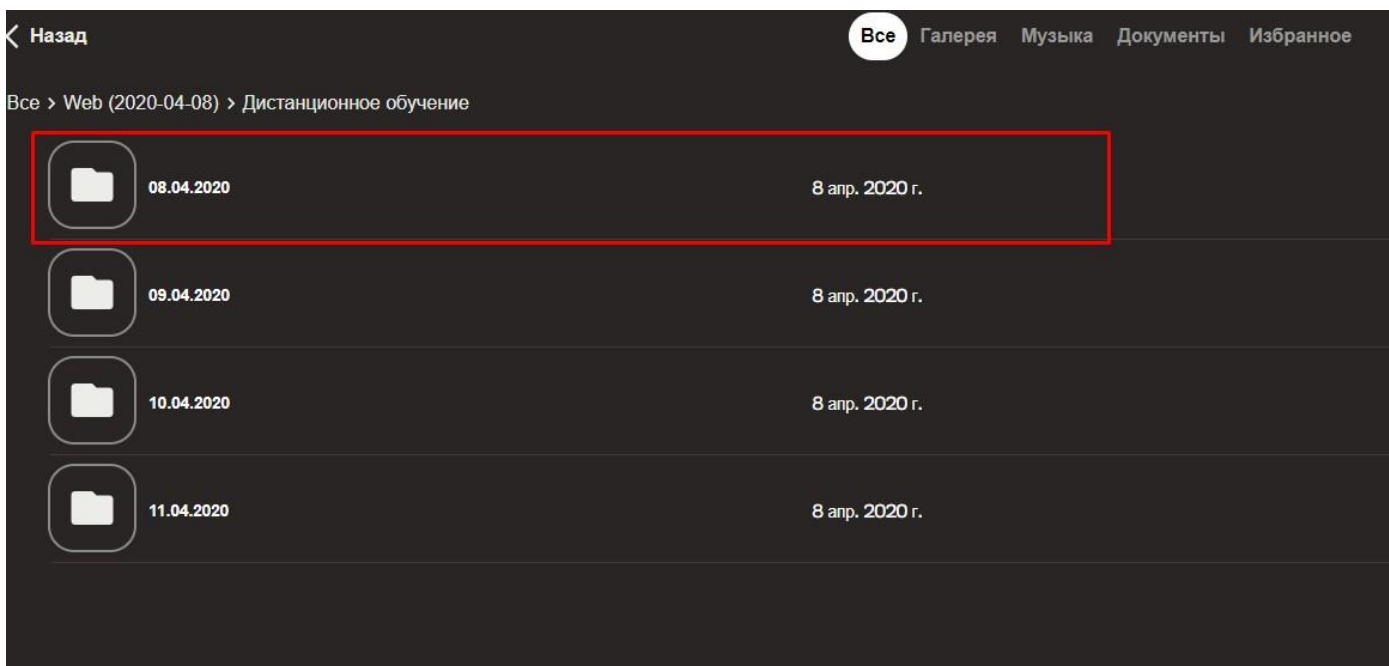 Назад
Все Галерея Музыка Документы Избранное
Все > Web (2020-04-08) > Дистанционное обучение
08.04.2020 8 апр. 2020 г.
09.04.2020 8 апр. 2020 г.
10.04.2020 8 апр. 2020 г.
11.04.2020 8 апр. 2020 г.